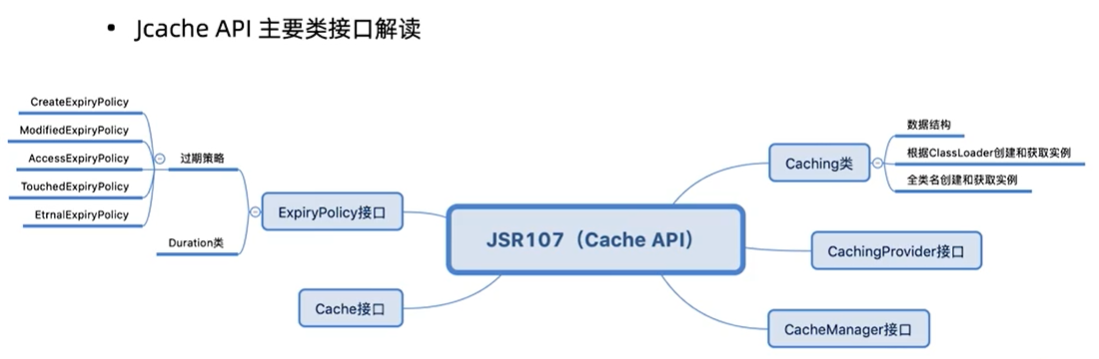 • Jcache API 主要类接口解读
CreateExpiryPolicy
ModifiedExpiryPolicy
AccessExpiryPolicy
TouchedExpiryPolicy
EtrnalExpiryPolicy
过期策略
Duration类
ExpiryPolicy接口
Cache接口
JSR107（Cache API）
Caching类
数据结构
根据ClassLoader创建和获取实例
全类名创建和获取实例
CachingProvider接口
CacheManager接口